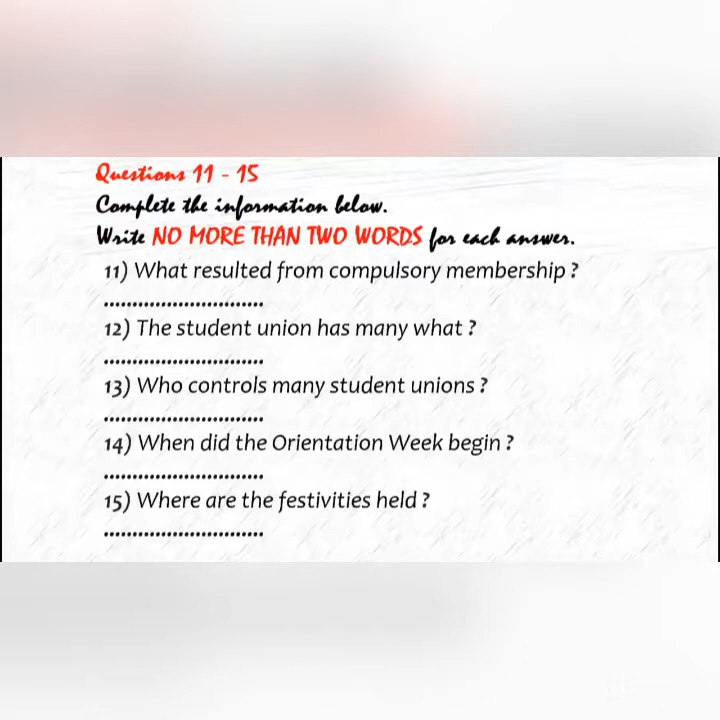 Questions 11 - 15
Complete the information below.
Write NO MORE THAN TWO WORDS for each answer.
11) What resulted from compulsory membership ?
............................
12) The student union has many what ?
............................
13) Who controls many student unions ?
............................
14) When did the Orientation Week begin ?
............................
15) Where are the festivities held ?
............................